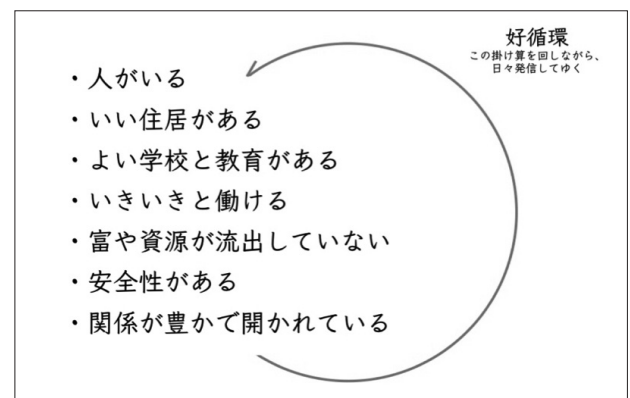 好循環
この掛け算を回しながら、
日々発信してゆく
・人がいる
・いい住居がある
・よい学校と教育がある
・いきいきと働ける
・富や資源が流出していない
・安全性がある
・関係が豊かで開かれている